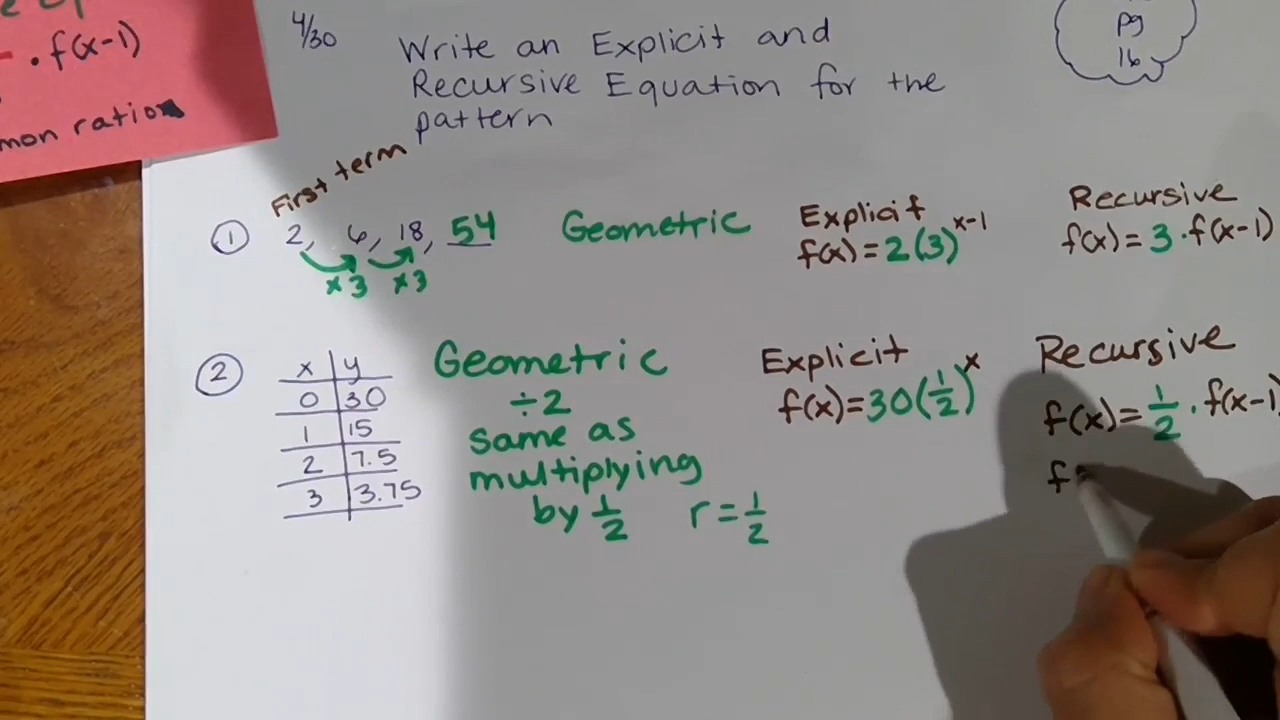 · f(x-1)
mon ratio
4/30
Write an Explicit and
Recursive Equation for the
pattern
pg
16
First term
① 2, 6, 18, 54
×3 ×3
Geometric
Explicit
f(x) = 2(3)^x-1
Recursive
f(x) = 3 · f(x-1)
②
x | y
0 | 30
1 | 15
2 | 7.5
3 | 3.75
Geometric
÷2
same as
multiplying
by 1/2 r = 1/2
Explicit
f(x) = 30(1/2)^x
Recursive
f(x) = 1/2 · f(x-1)
f